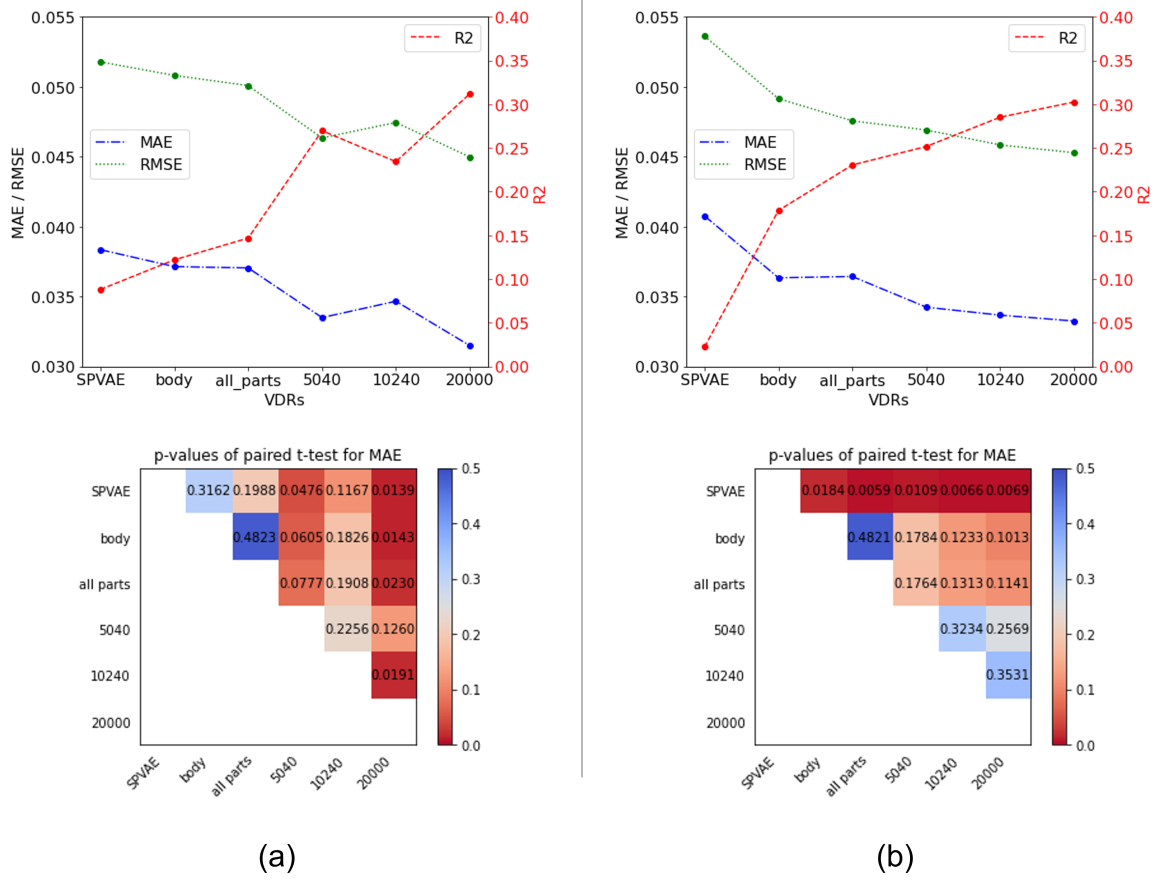 0.055
0.050
0.045
0.040
0.035
0.030
MAE / RMSE
R2
MAE
RMSE
0.40
0.35
0.30
0.25
0.20
0.15
0.10
0.05
0.00
R2
SPVAE body all_parts 5040 10240 20000
VDRs
0.055
0.050
0.045
0.040
0.035
0.030
MAE / RMSE
R2
MAE
RMSE
0.40
0.35
0.30
0.25
0.20
0.15
0.10
0.05
0.00
R2
SPVAE body all_parts 5040 10240 20000
VDRs
p-values of paired t-test for MAE
SPVAE 0.3162 0.1988 0.0476 0.1167 0.0139
body 0.4823 0.0605 0.1826 0.0143
all parts 0.0777 0.1908 0.0230
5040 0.2256 0.1260
10240 0.0191
20000
SPVAE body all parts 5040 10240 20000
0.5
0.4
0.3
0.2
0.1
0.0
p-values of paired t-test for MAE
SPVAE 0.0184 0.0059 0.0109 0.0066 0.0069
body 0.4821 0.1784 0.1233 0.1013
all parts 0.1764 0.1313 0.1141
5040 0.3234 0.2569
10240 0.3531
20000
SPVAE body all parts 5040 10240 20000
0.5
0.4
0.3
0.2
0.1
0.0
(a)
(b)